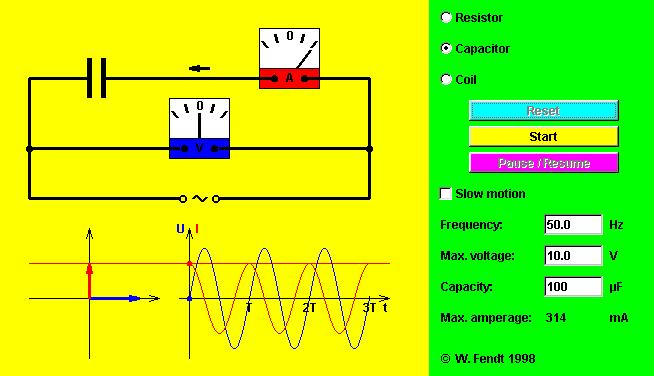 0
A
0
V
~
U I
T 2T 3T t
Resistor
Capacitor
Coil
Reset
Start
Pause / Resume
Slow motion
Frequency: 50.0 Hz
Max. voltage: 10.0 V
Capacity: 100 µF
Max. amperage: 314 mA
© W. Fendt 1998